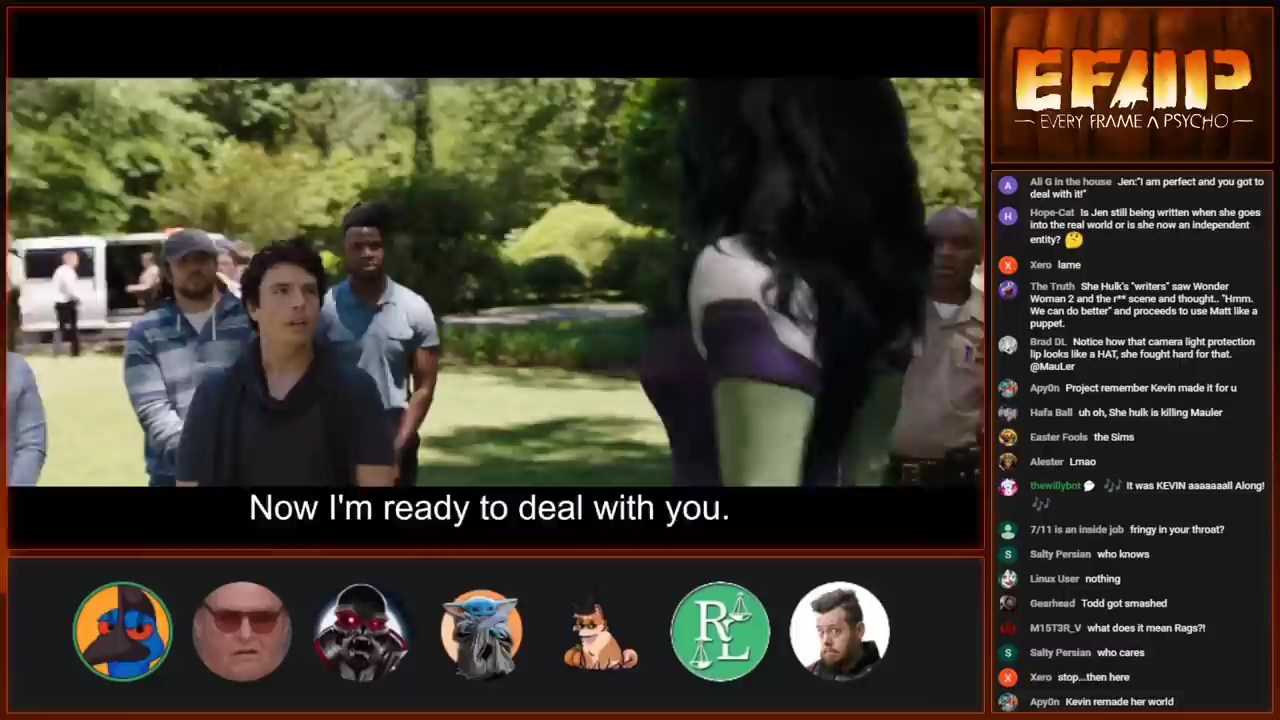 Now I'm ready to deal with you.
RL
EFAP
EVERY FRAME A PSYCHO
A
Ali G in the house Jen:"I am perfect and you got to
deal with it!"
H
Hope-Cat Is Jen still being written when she goes
into the real world or is she now an independent
entity? 🤔
X
Xero lame
The Truth She Hulk's "writers" saw Wonder
Woman 2 and the r** scene and thought.. "Hmm.
We can do better" and proceeds to use Matt like a
puppet.
Brad DL Notice how that camera light protection
lip looks like a HAT, she fought hard for that.
@MauLer
Apy0n Project remember Kevin made it for u
Hafa Ball uh oh, She hulk is killing Mauler
Easter Fools the Sims
Alester Lmao
thewillybot 🎶 It was KEVIN aaaaaaall Along!
🎶
7/11 is an inside job fringy in your throat?
S
Salty Persian who knows
Linux User nothing
Gearhead Todd got smashed
M15T3R_V what does it mean Rags?!
S
Salty Persian who cares
X
Xero stop...then here
Apy0n Kevin remade her world